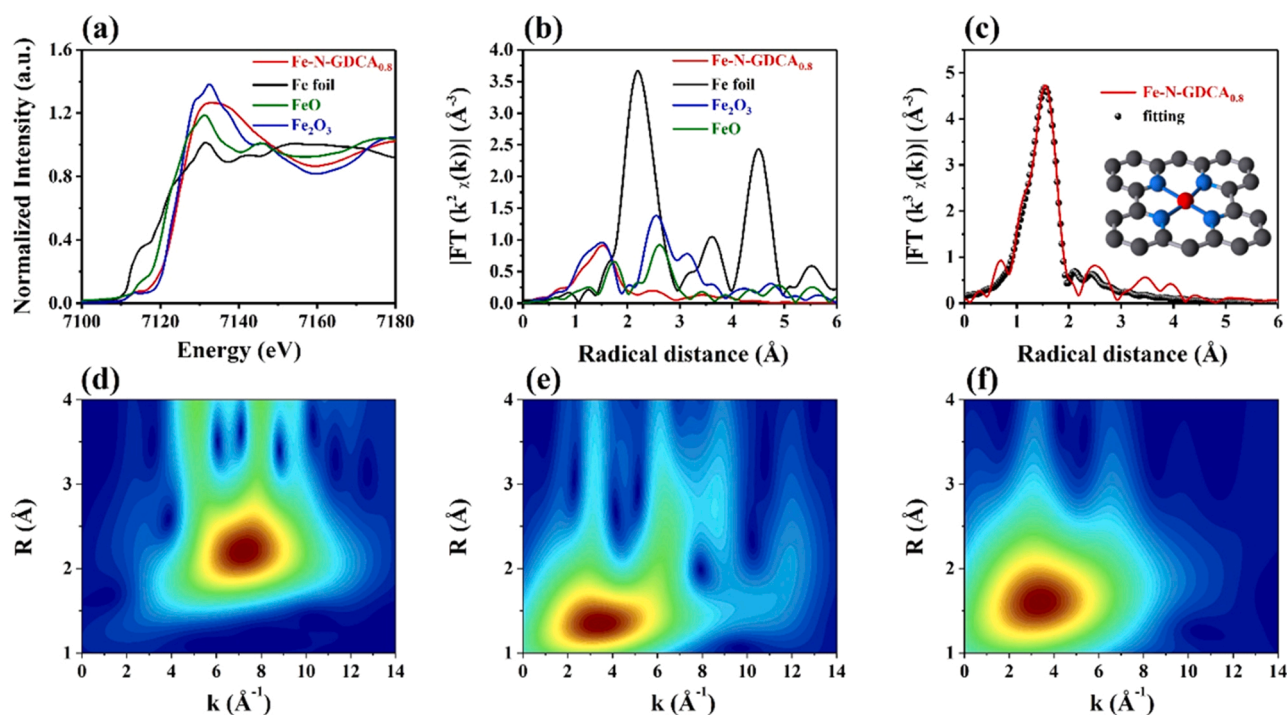 (a)
Normalized Intensity (a.u.)
1.6
1.2
0.8
0.4
0.0
7100 7120 7140 7160 7180
Energy (eV)
Fe-N-GDCA0.8
Fe foil
FeO
Fe2O3
(b)
|FT (k² χ(k))| (Å⁻³)
4.0
3.5
3.0
2.5
2.0
1.5
1.0
0.5
0.0
0 1 2 3 4 5 6
Radical distance (Å)
Fe-N-GDCA0.8
Fe foil
Fe2O3
FeO
(c)
|FT (k³ χ(k))| (Å⁻³)
5
4
3
2
1
0
0 1 2 3 4 5 6
Radical distance (Å)
Fe-N-GDCA0.8
fitting
(d)
R (Å)
4
3
2
1
0 2 4 6 8 10 12 14
k (Å⁻¹)
(e)
R (Å)
4
3
2
1
0 2 4 6 8 10 12 14
k (Å⁻¹)
(f)
R (Å)
4
3
2
1
0 2 4 6 8 10 12 14
k (Å⁻¹)